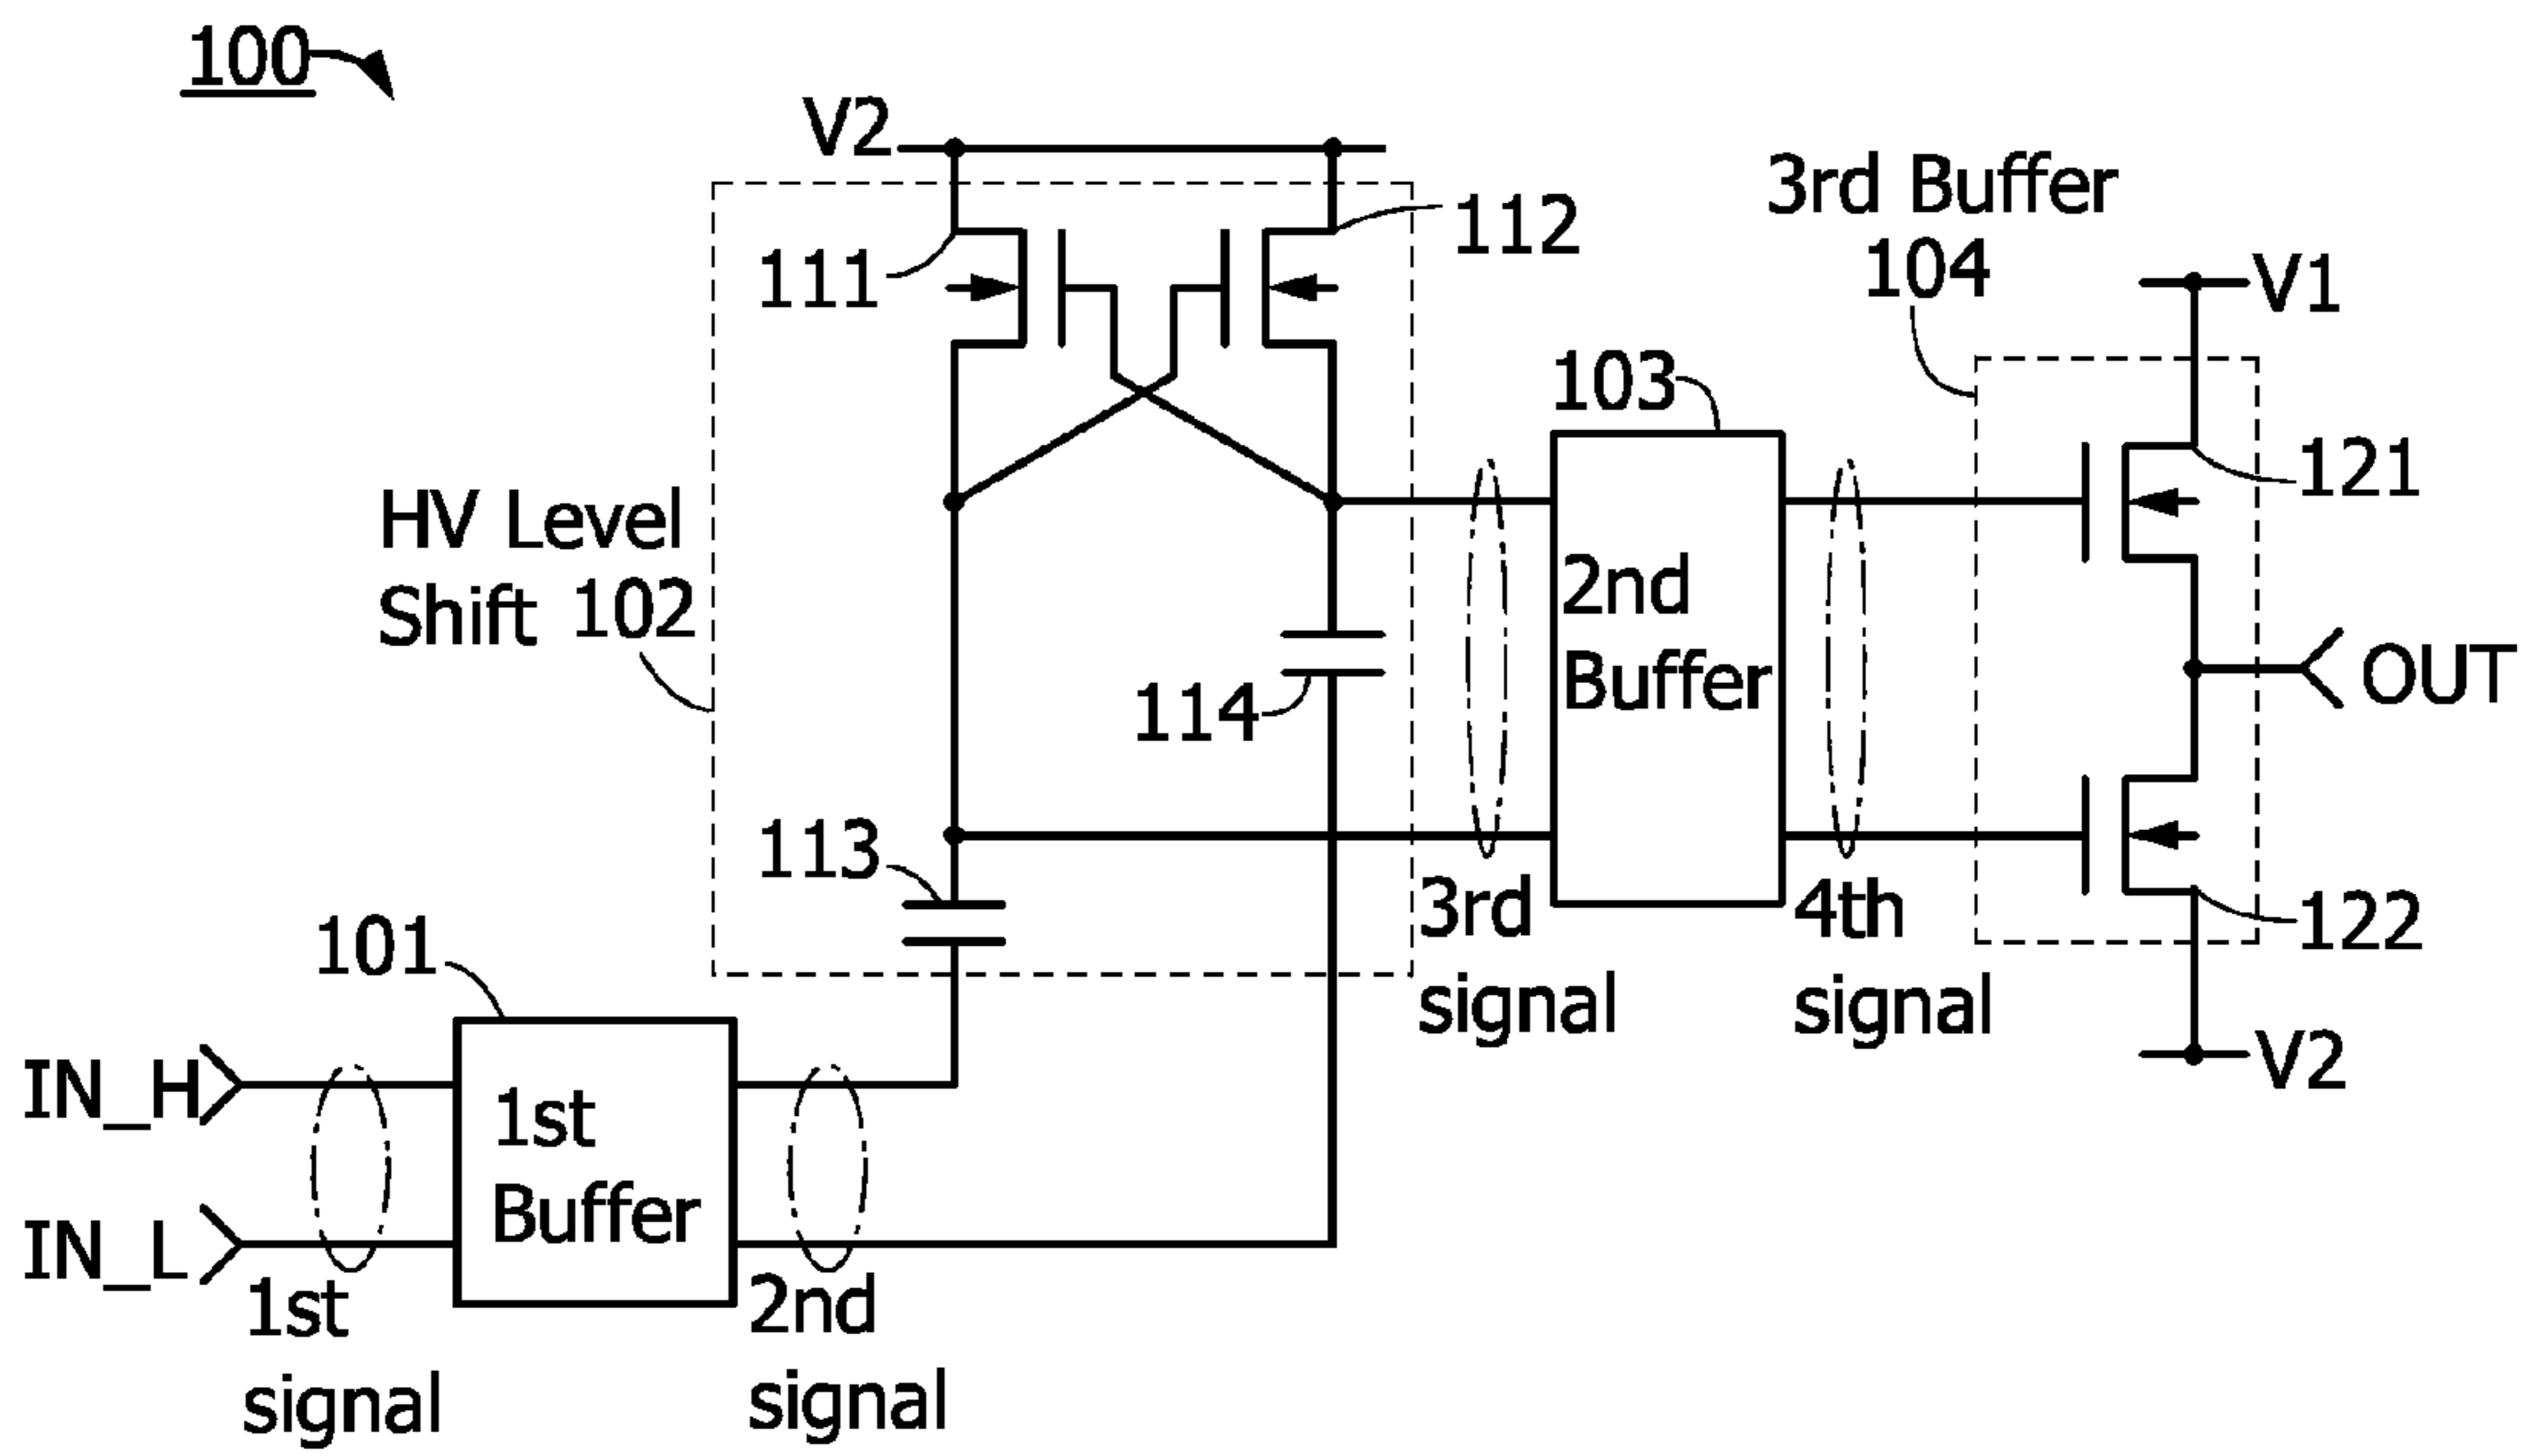 100
V2
3rd Buffer
104
112
111
V1
103
121
HV Level
Shift 102
2nd
Buffer
OUT
114
113
3rd
signal
4th
signal
122
101
V2
IN_H
1st
Buffer
IN_L
1st
signal
2nd
signal